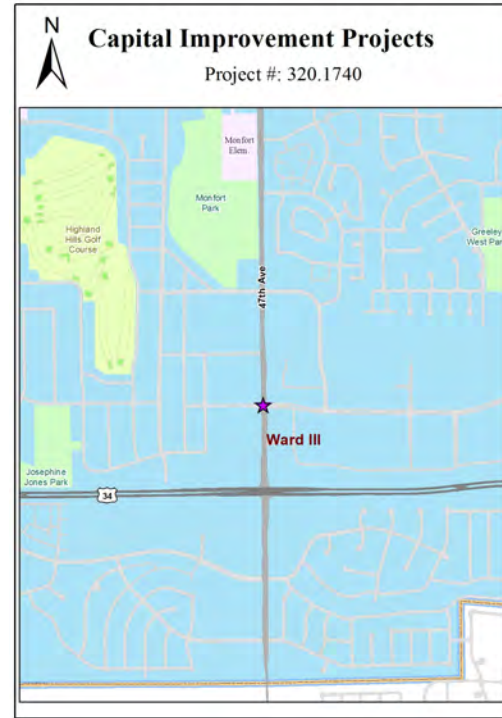 N
Capital Improvement Projects
Project #: 320.1740
Monfort
Elem.
Monfort
Park
Highland
Hills Golf
Course
Greeley
West Par
47th Ave
Ward III
Josephine
Jones Park
34